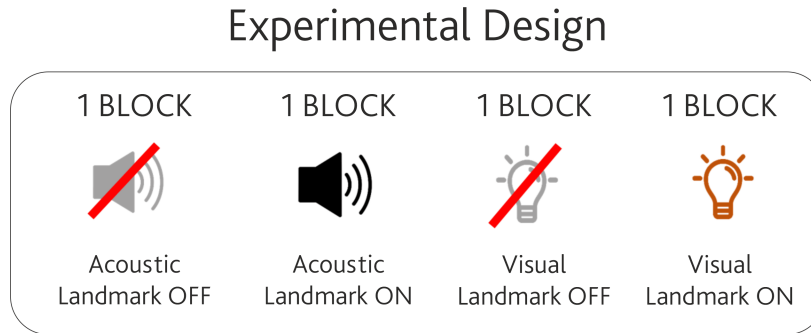 Experimental Design
1 BLOCK
1 BLOCK
1 BLOCK
1 BLOCK
Acoustic
Landmark OFF
Acoustic
Landmark ON
Visual
Landmark OFF
Visual
Landmark ON